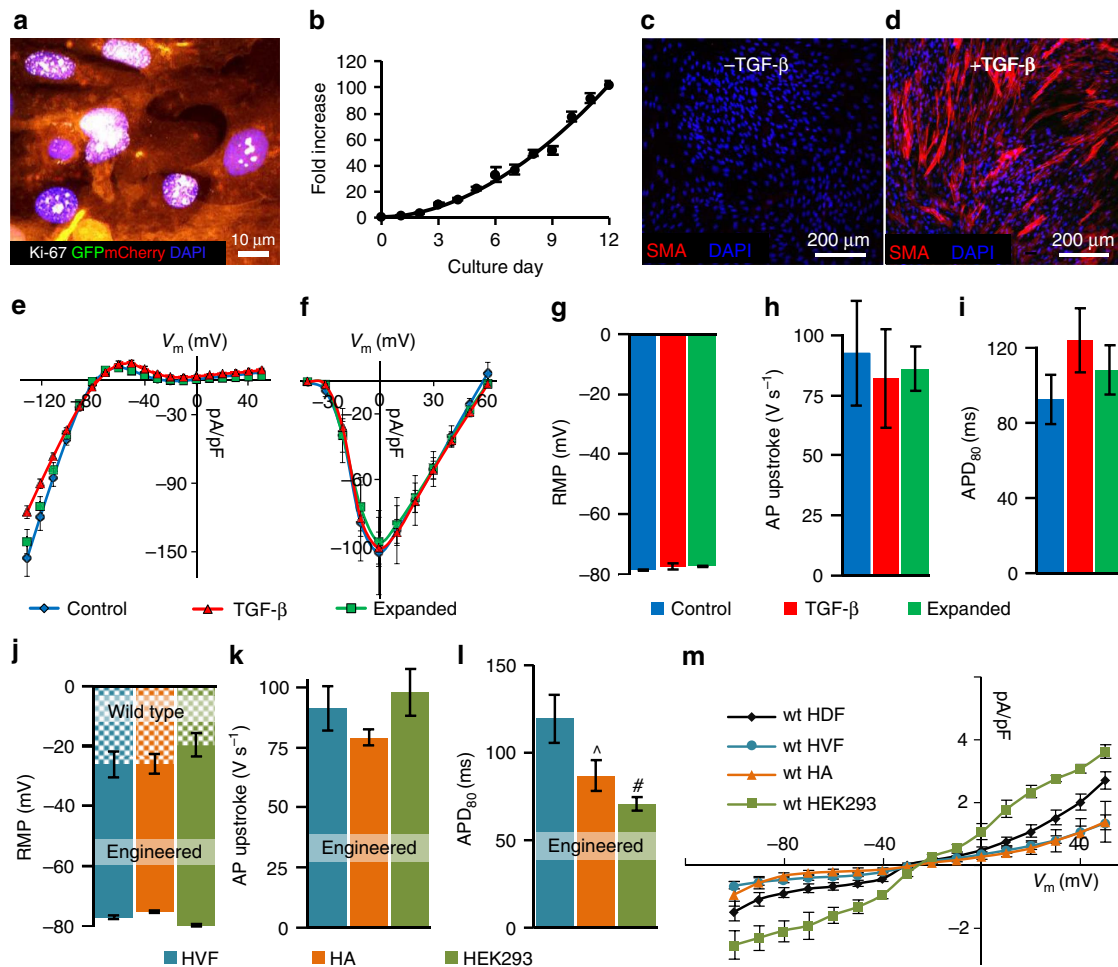 a
Ki-67 GFPmCherry DAPI
10 μm
b
Fold increase
120
100
80
60
40
20
0
0 3 6 9 12
Culture day
c
–TGF-β
SMA DAPI
200 μm
d
+TGF-β
SMA DAPI
200 μm
e
Vm (mV)
−120 −80 −40 0 40
−30
−90
−150
pA/pF
f
Vm (mV)
−30 0 30 60
−20
−60
−100
pA/pF
Control TGF-β Expanded
g
RMP (mV)
0
−20
−40
−60
−80
h
AP upstroke (V s−1)
100
75
50
25
0
i
APD80 (ms)
120
80
40
0
Control TGF-β Expanded
j
RMP (mV)
0
−20
−40
−60
−80
Wild type
Engineered
k
AP upstroke (V s−1)
100
75
50
25
0
Engineered
l
APD80 (ms)
150
100
50
0
^
#
Engineered
HVF HA HEK293
m
wt HDF
wt HVF
wt HA
wt HEK293
pA/pF
4
2
−2
−80 −40 0 40
Vm (mV)